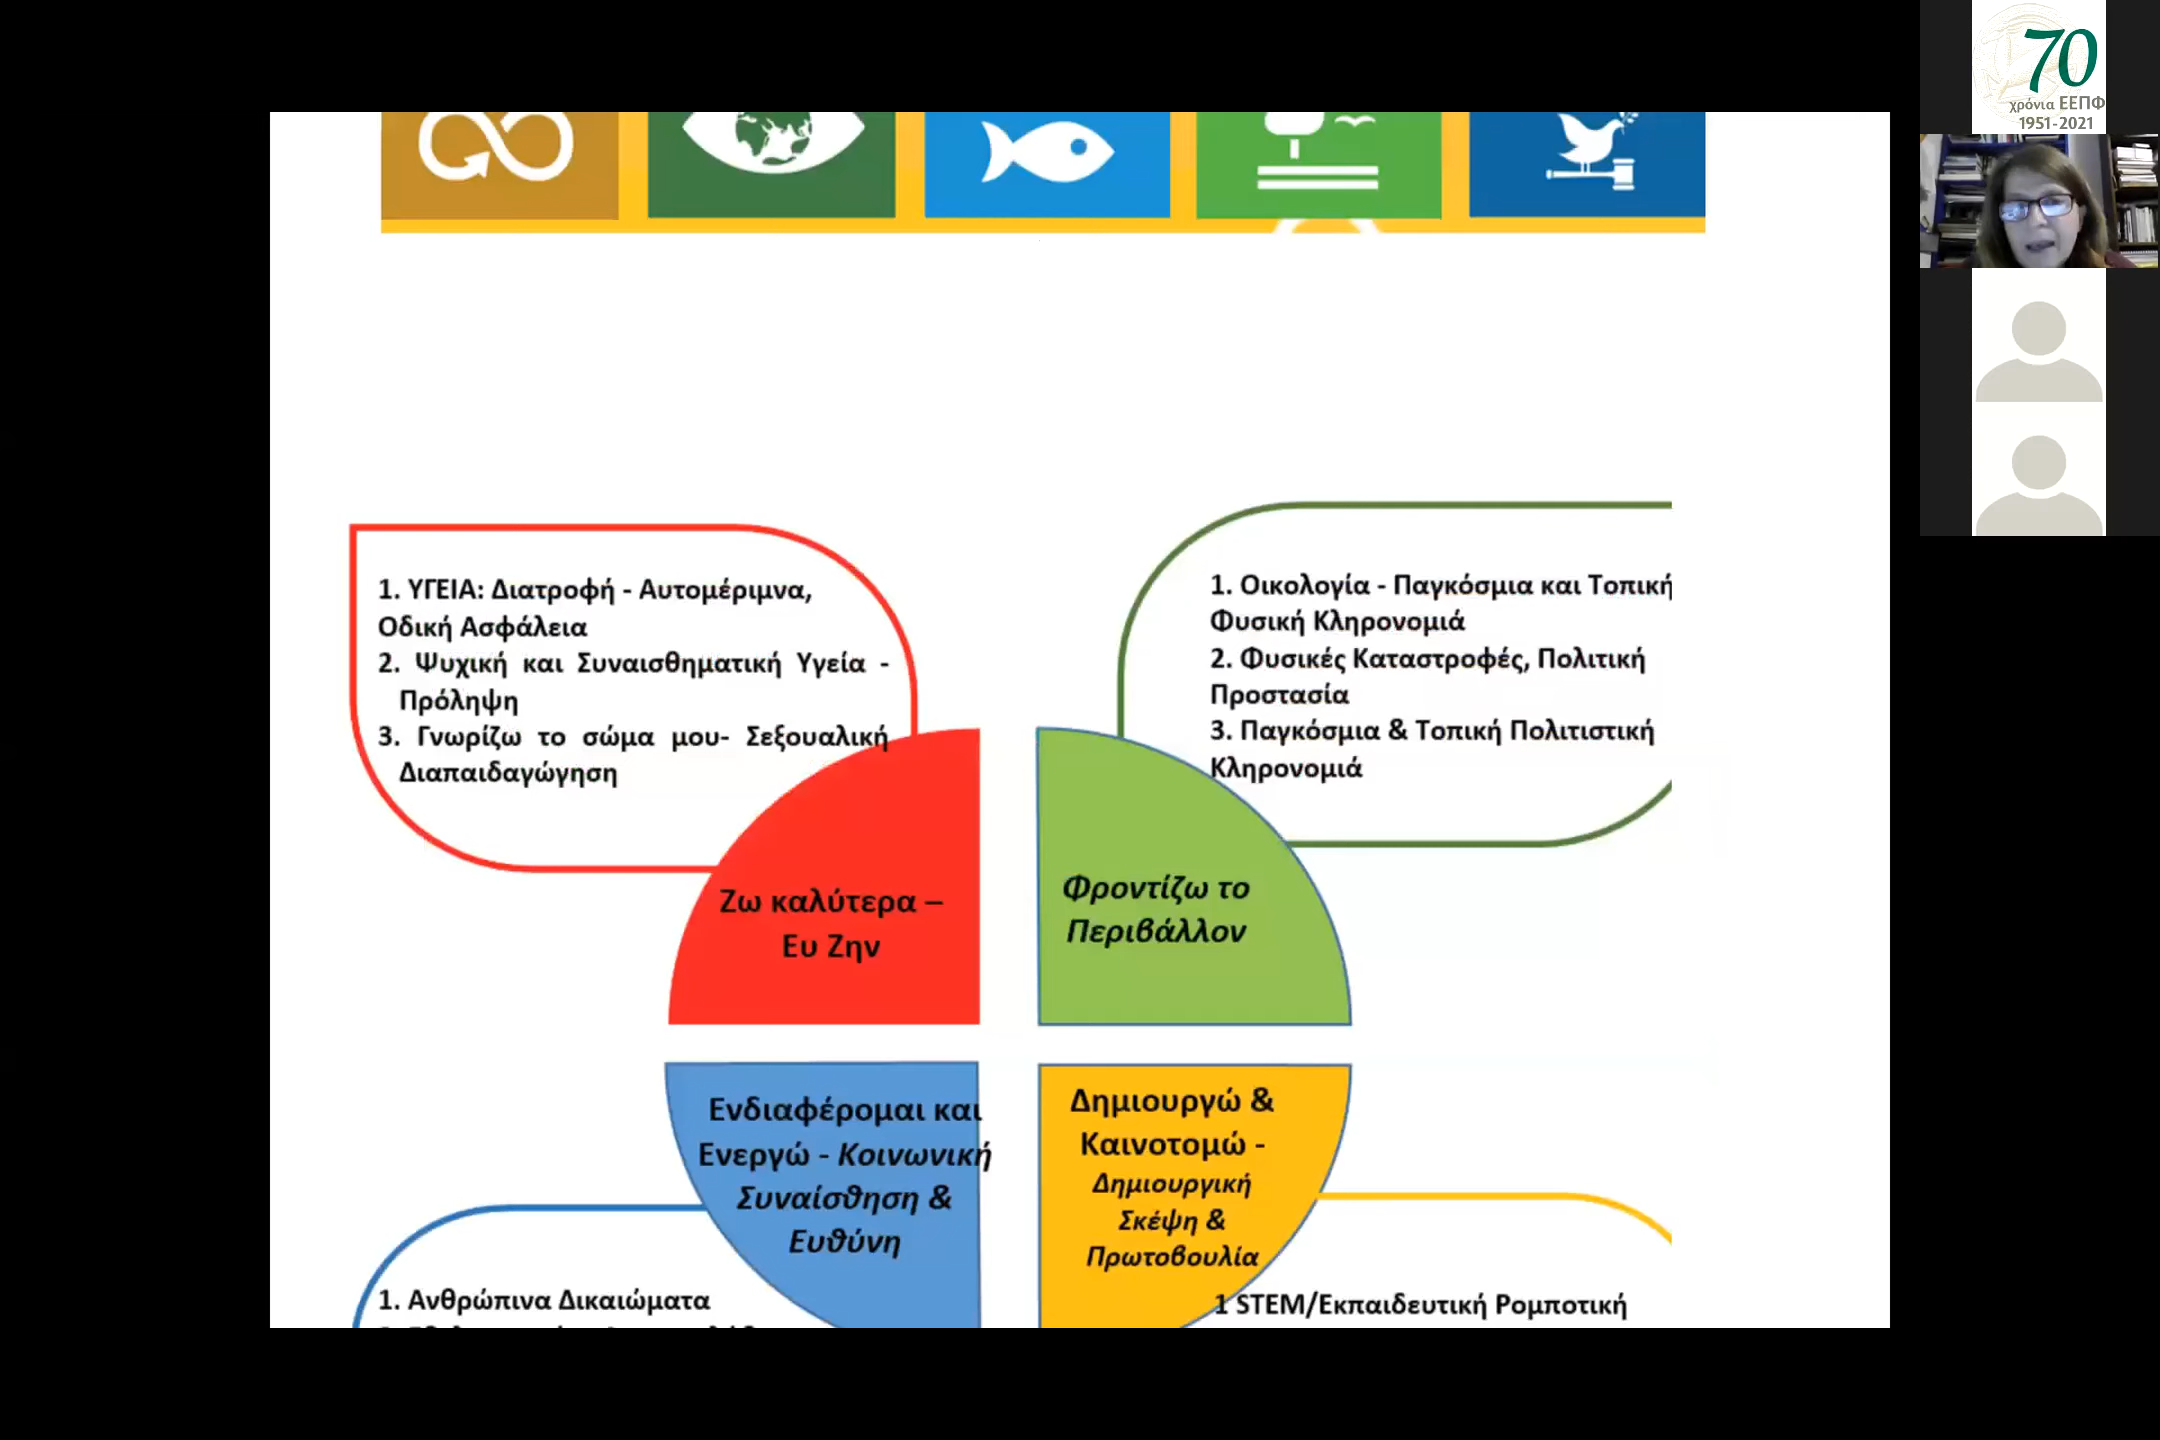 70
χρόνια ΕΕΠΦ
1951-2021
1. ΥΓΕΙΑ: Διατροφή - Αυτομέριμνα,
Οδική Ασφάλεια
2. Ψυχική και Συναισθηματική Υγεία -
Πρόληψη
3. Γνωρίζω το σώμα μου- Σεξουαλική
Διαπαιδαγώγηση
1. Οικολογία - Παγκόσμια και Τοπική
Φυσική Κληρονομιά
2. Φυσικές Καταστροφές, Πολιτική
Προστασία
3. Παγκόσμια & Τοπική Πολιτιστική
Κληρονομιά
Ζω καλύτερα –
Ευ Ζην
Φροντίζω το
Περιβάλλον
Ενδιαφέρομαι και
Ενεργώ - Κοινωνική
Συναίσθηση &
Ευθύνη
Δημιουργώ &
Καινοτομώ -
Δημιουργική
Σκέψη &
Πρωτοβουλία
1. Ανθρώπινα Δικαιώματα
1 STEM/Εκπαιδευτική Ρομποτική